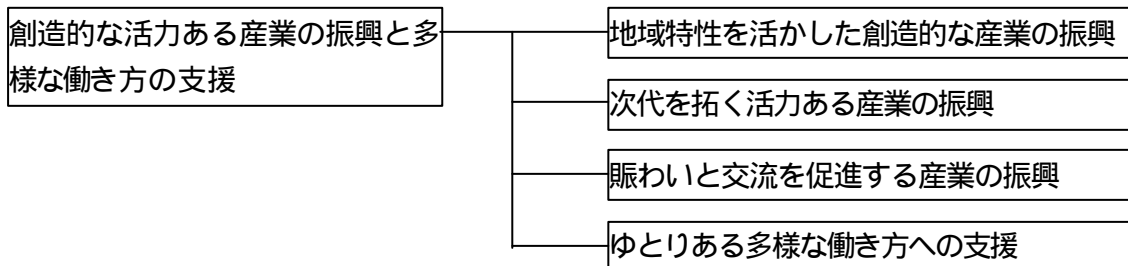 創造的な活力ある産業の振興と多
様な働き方の支援
地域特性を活かした創造的な産業の振興
次代を拓く活力ある産業の振興
賑わいと交流を促進する産業の振興
ゆとりある多様な働き方への支援